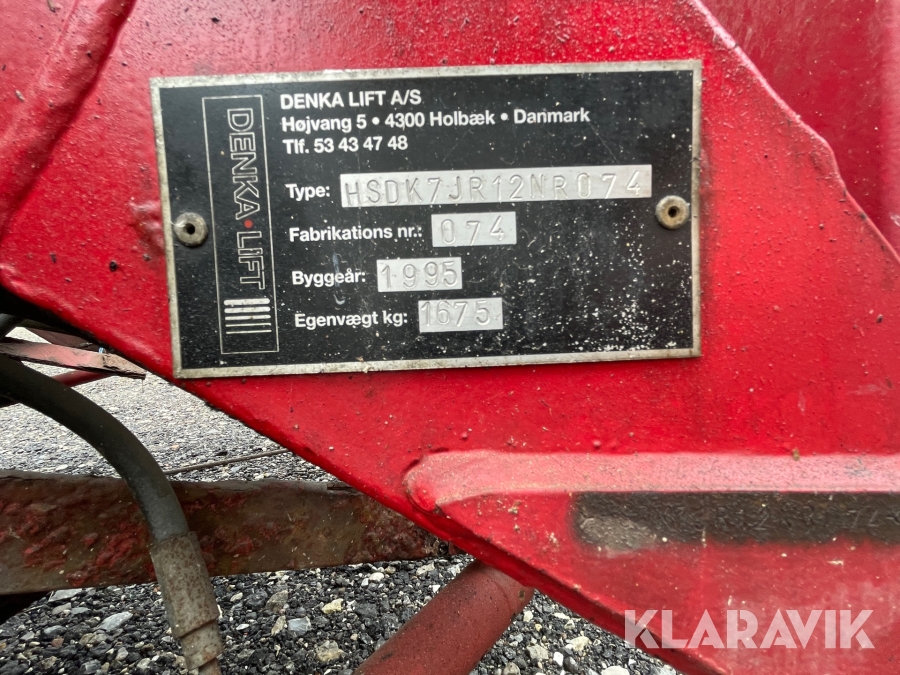 DENKA LIFT
DENKA LIFT A/S
Højvang 5 • 4300 Holbæk • Danmark
Tlf. 53 43 47 48
Type: HSDK7JR12NR074
Fabrikations nr.: 074
Byggeår: 1995
Egenvægt kg: 1675
KLARAVIK